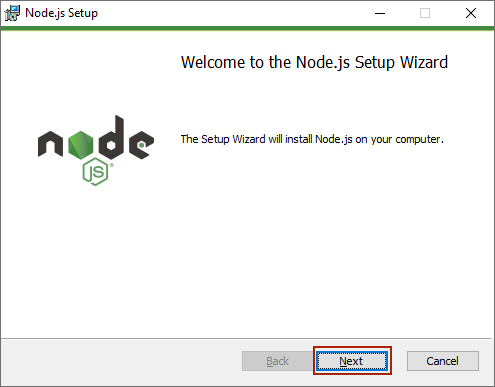 Node.js Setup
Welcome to the Node.js Setup Wizard
node
JS
®
The Setup Wizard will install Node.js on your computer.
Back
Next
Cancel